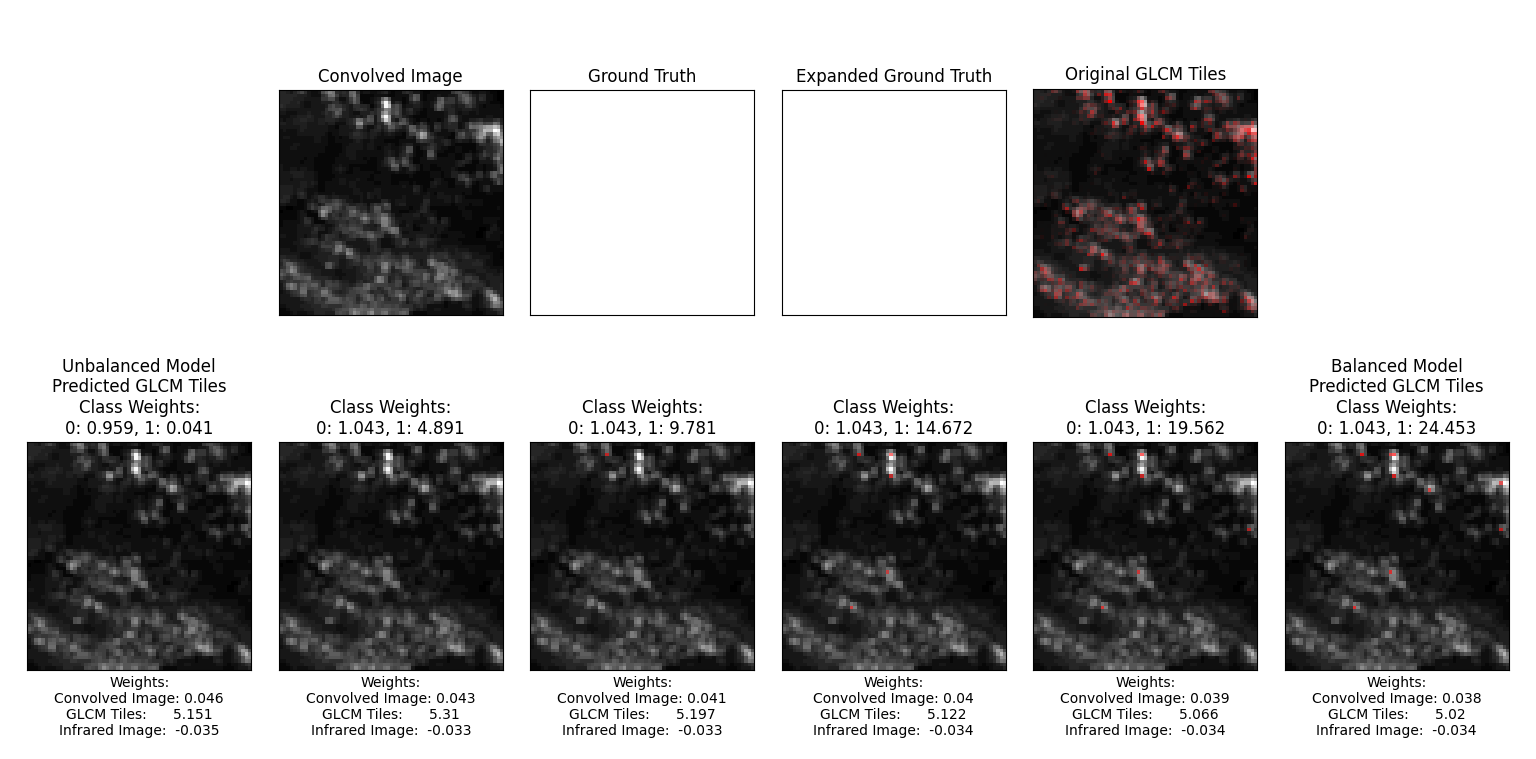 Convolved Image
Ground Truth
Expanded Ground Truth
Original GLCM Tiles
Unbalanced Model
Predicted GLCM Tiles
Class Weights:
0: 0.959, 1: 0.041
Class Weights:
0: 1.043, 1: 4.891
Class Weights:
0: 1.043, 1: 9.781
Class Weights:
0: 1.043, 1: 14.672
Class Weights:
0: 1.043, 1: 19.562
Balanced Model
Predicted GLCM Tiles
Class Weights:
0: 1.043, 1: 24.453
Weights:
Convolved Image: 0.046
GLCM Tiles: 5.151
Infrared Image: -0.035
Weights:
Convolved Image: 0.043
GLCM Tiles: 5.31
Infrared Image: -0.033
Weights:
Convolved Image: 0.041
GLCM Tiles: 5.197
Infrared Image: -0.033
Weights:
Convolved Image: 0.04
GLCM Tiles: 5.122
Infrared Image: -0.034
Weights:
Convolved Image: 0.039
GLCM Tiles: 5.066
Infrared Image: -0.034
Weights:
Convolved Image: 0.038
GLCM Tiles: 5.02
Infrared Image: -0.034